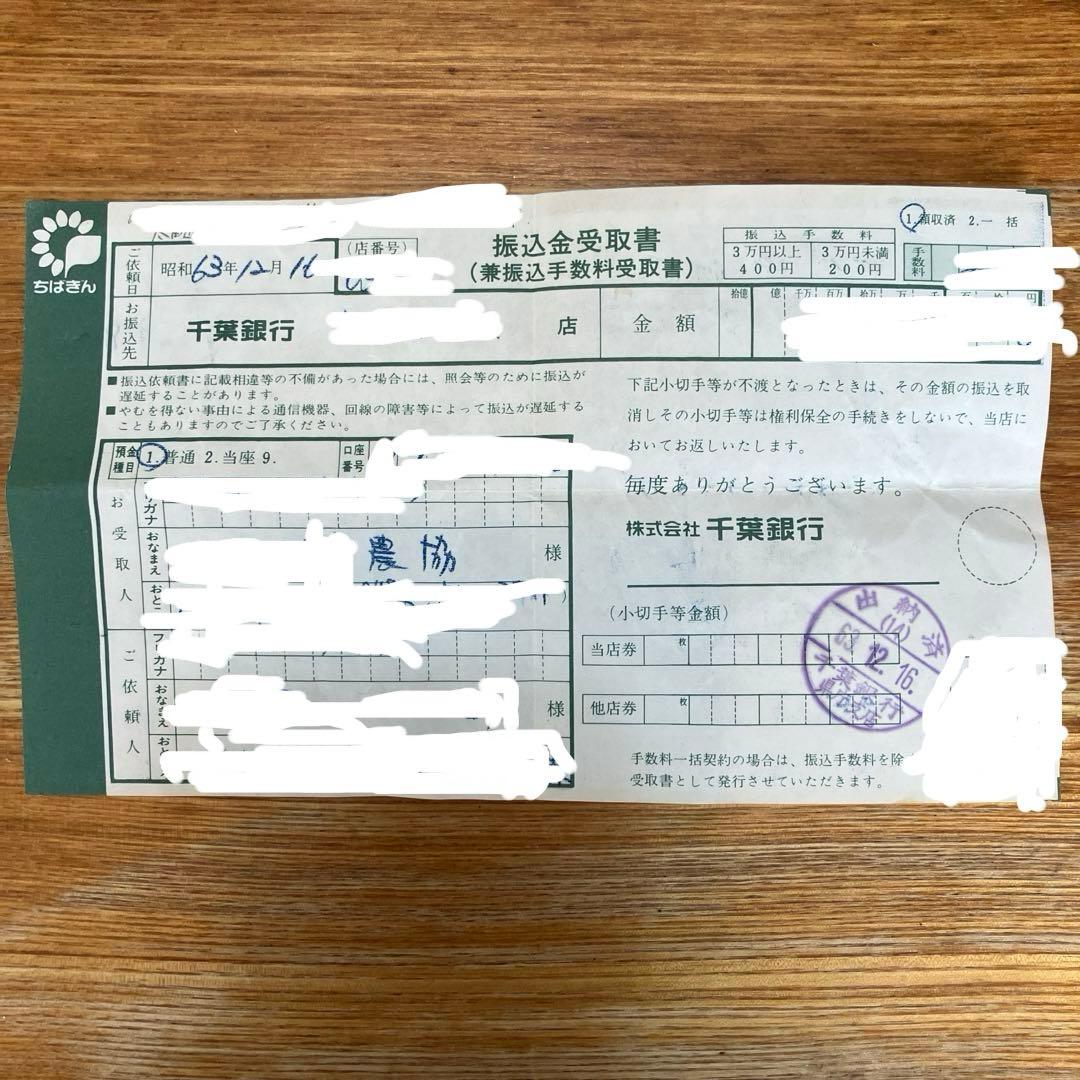 ちばぎん
ご依頼日
昭和63年12月16
(店番号)
振込金受取書
(兼振込手数料受取書)
1.領収済 2.一括
振込手数料
3万円以上 3万円未満
400円 200円
手数料
お振込先
千葉銀行
店
金額
拾億 億 千万 百万 拾万 万 千 百 拾 円
■振込依頼書に記載相違等の不備があった場合には、照会等のために振込が
遅延することがあります。
■やむを得ない事由による通信機器、回線の障害等によって振込が遅延する
こともありますのでご了承ください。
預金種目
1.普通 2.当座 9.
口座番号
お受取人
ガナ
おなまえ
農協
様
おと
ご依頼人
フ
ガナ
おなまえ
様
おと
下記小切手等が不渡となったときは、その金額の振込を取
消しその小切手等は権利保全の手続きをしないで、当店に
おいてお返しいたします。
毎度ありがとうございます。
株式会社 千葉銀行
(小切手等金額)
当店券
枚
他店券
枚
出納済
(14)
63.12.16.
千葉銀行
手数料一括契約の場合は、振込手数料を除
受取書として発行させていただきます。